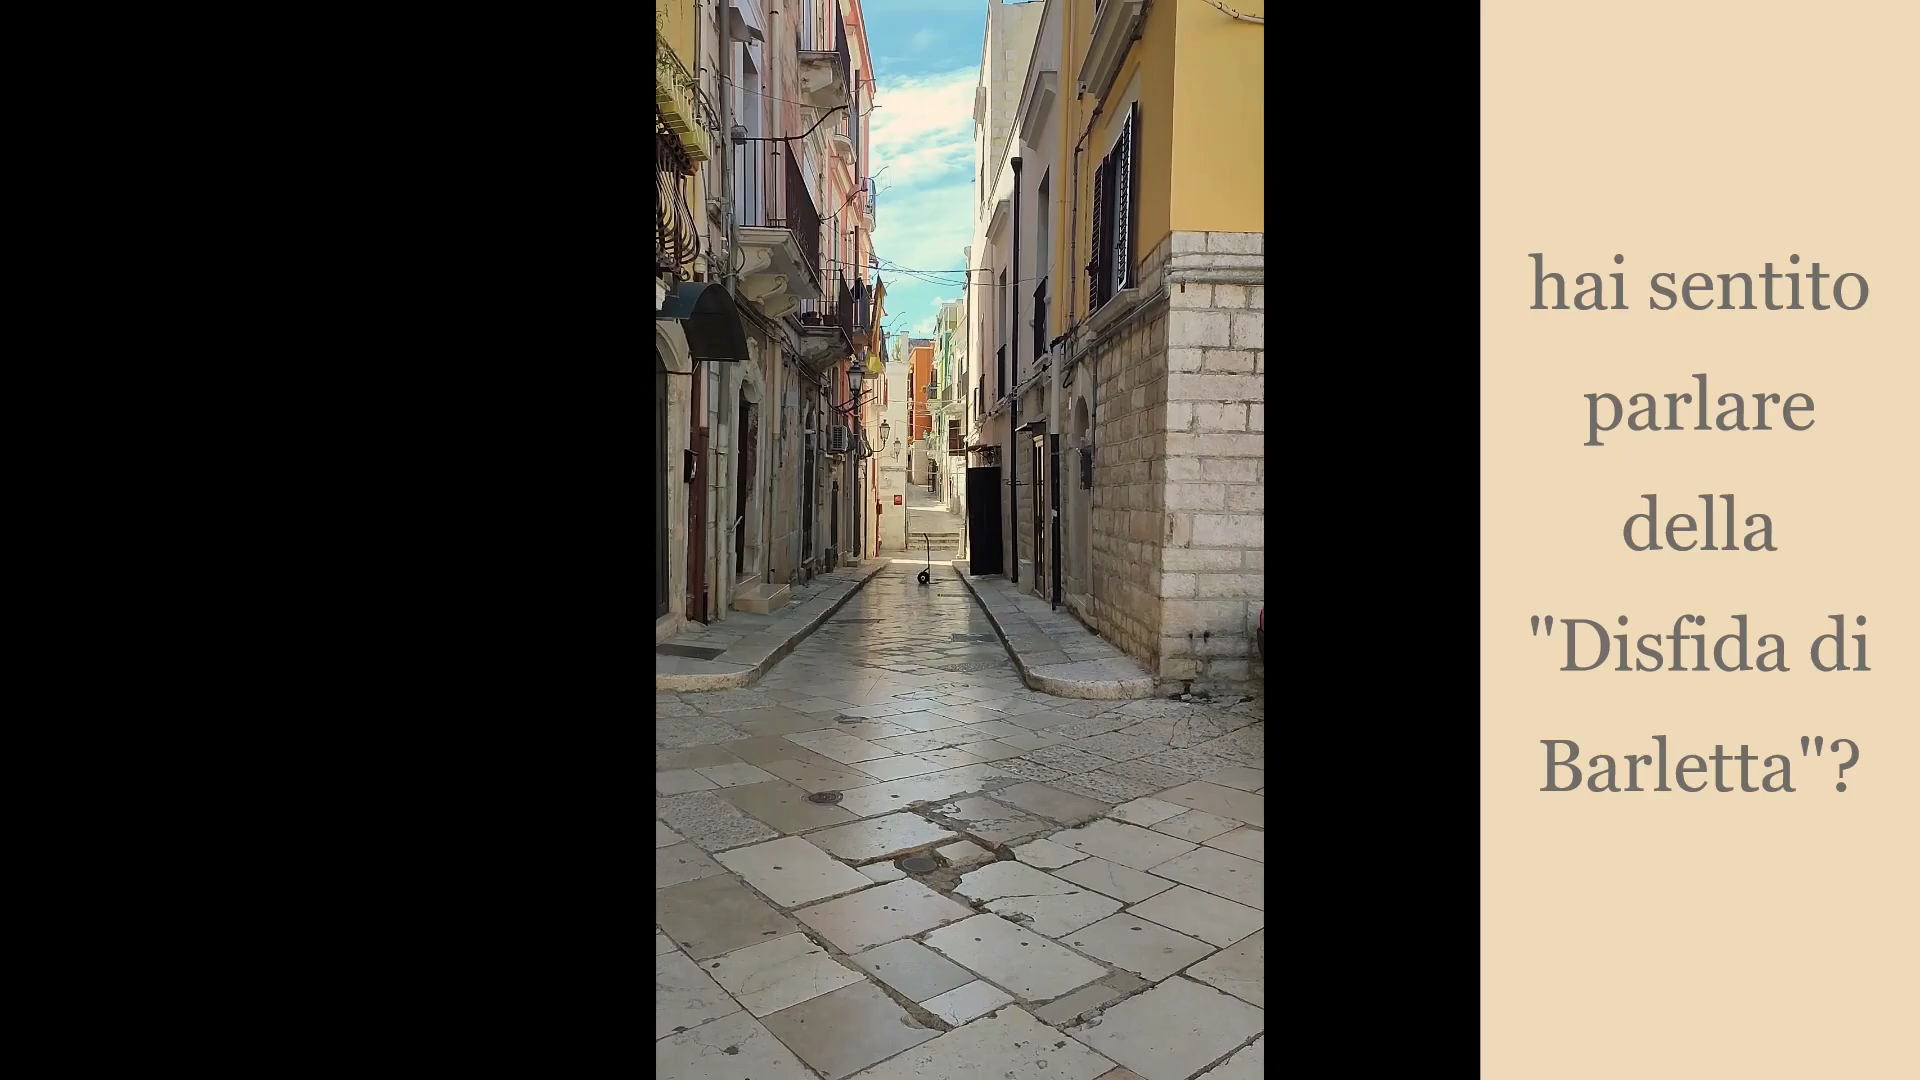 hai sentito
parlare
della
"Disfida di
Barletta"?